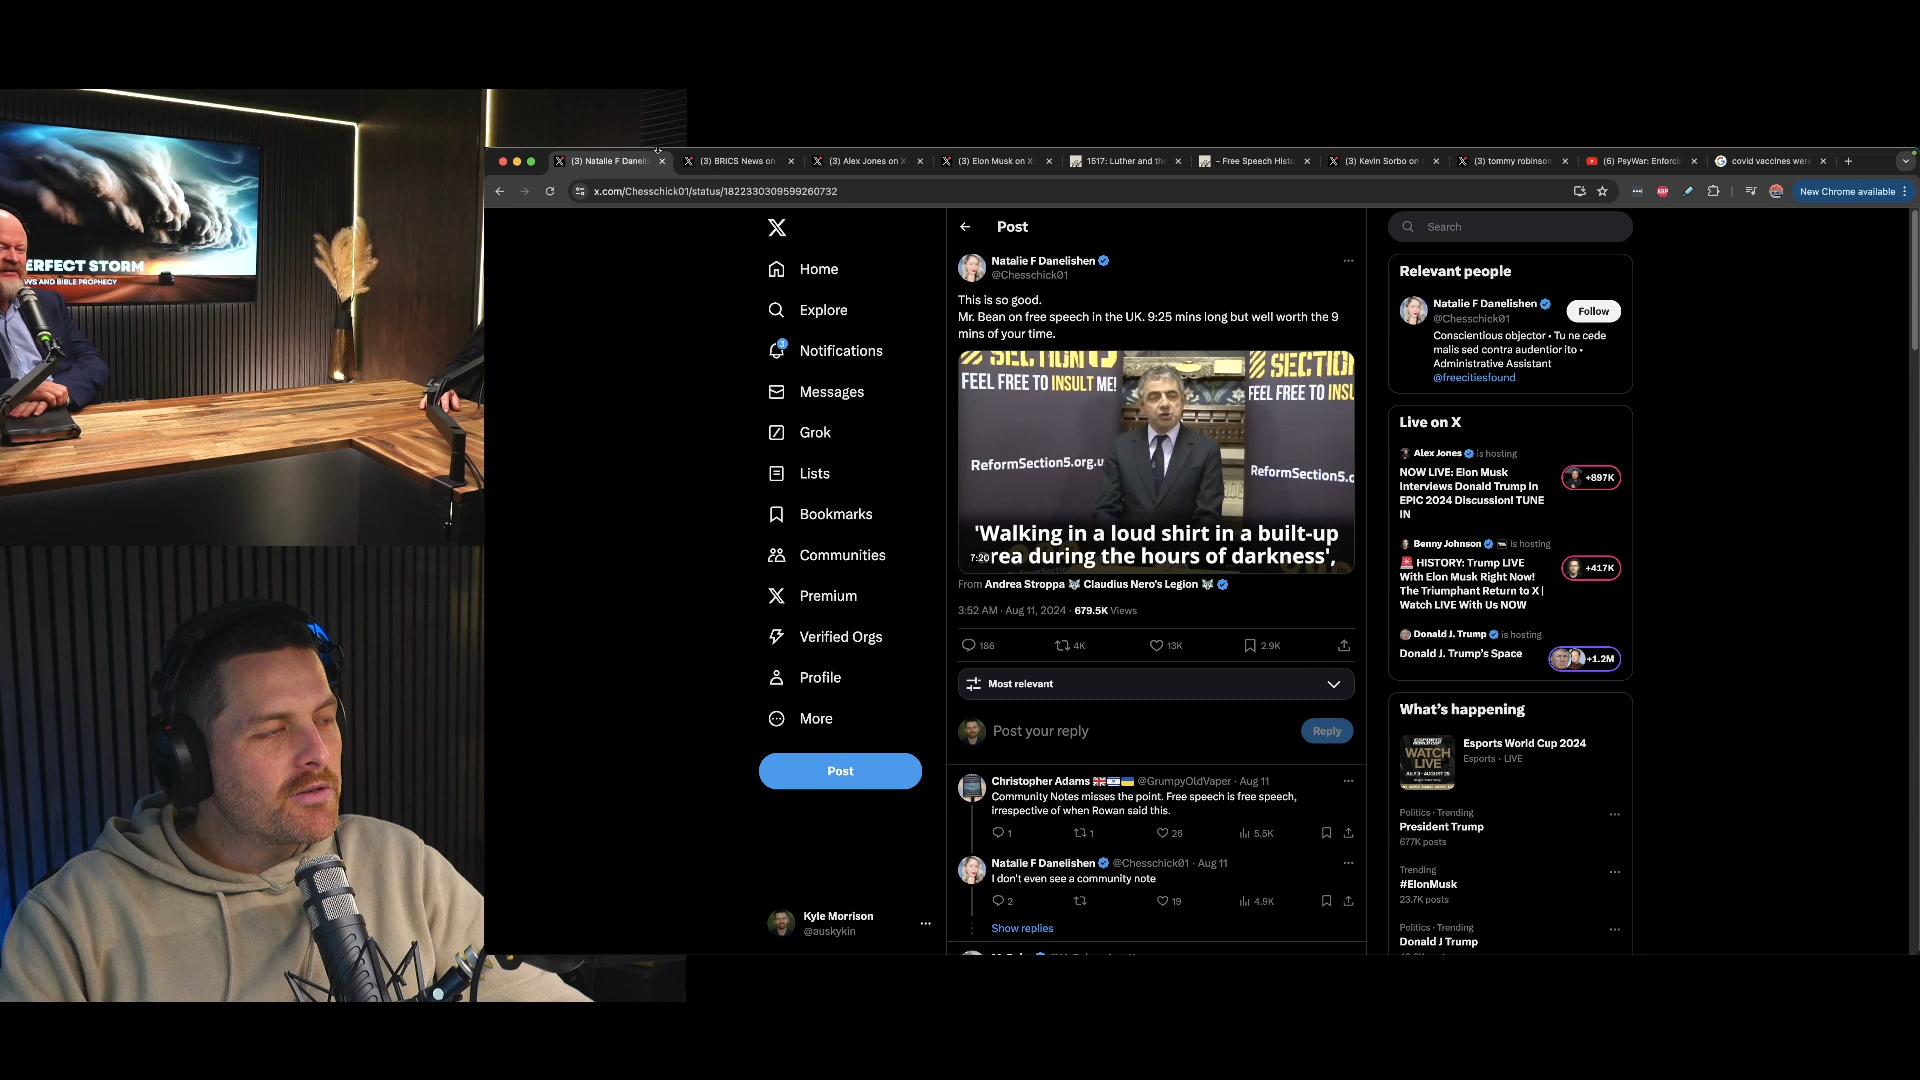 ERFECT STORM
WS AND BIBLE PROPHECY
(3) Natalie F Daneli
(3) BRICS News on
(3) Alex Jones on X
(3) Elon Musk on X:
1517: Luther and the
- Free Speech Histo
(3) Kevin Sorbo on
(3) tommy robinson
(6) PsyWar: Enforci
covid vaccines were
x.com/Chesschick01/status/1822330309599260732
ABP
New Chrome available
Home
Explore
3
Notifications
Messages
Grok
Lists
Bookmarks
Communities
Premium
Verified Orgs
Profile
More
Post
Kyle Morrison
@auskykin
Post
Natalie F Danelishen
@Chesschick01
This is so good.
Mr. Bean on free speech in the UK. 9:25 mins long but well worth the 9
mins of your time.
SECTION 5
FEEL FREE TO INSULT ME!
ReformSection5.org.u
SECTION
FEEL FREE TO INSU
ReformSection5.o
'Walking in a loud shirt in a built-up
7:20 rea during the hours of darkness',
From Andrea Stroppa Claudius Nero's Legion
3:52 AM · Aug 11, 2024 · 679.5K Views
186 4K 13K 2.9K
Most relevant
Post your reply
Reply
Christopher Adams @GrumpyOldVaper · Aug 11
Community Notes misses the point. Free speech is free speech,
irrespective of when Rowan said this.
1 1 26 5.5K
Natalie F Danelishen @Chesschick01 · Aug 11
I don't even see a community note
2 19 4.9K
Show replies
Search
Relevant people
Natalie F Danelishen
@Chesschick01
Follow
Conscientious objector • Tu ne cede
malis sed contra audentior ito •
Administrative Assistant
@freecitiesfound
Live on X
Alex Jones is hosting
NOW LIVE: Elon Musk
Interviews Donald Trump In
EPIC 2024 Discussion! TUNE
IN
+897K
Benny Johnson is hosting
HISTORY: Trump LIVE
With Elon Musk Right Now!
The Triumphant Return to X |
Watch LIVE With Us NOW
+417K
Donald J. Trump is hosting
Donald J. Trump's Space
+1.2M
What's happening
ESPORTS
WORLD CUP
WATCH
LIVE
JULY 3 - AUGUST 25
Esports World Cup 2024
Esports · LIVE
Politics · Trending
President Trump
677K posts
Trending
#ElonMusk
23.7K posts
Politics · Trending
Donald J Trump